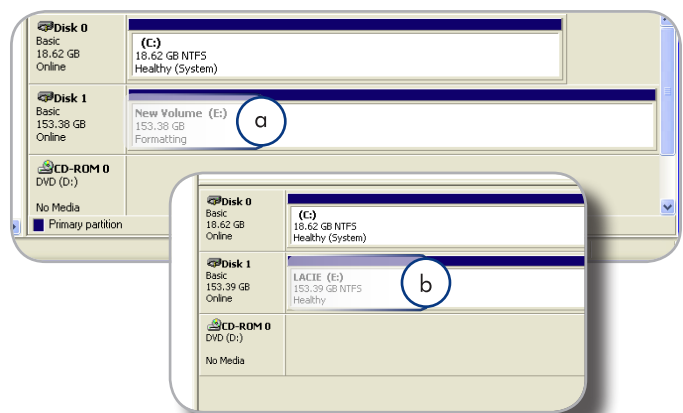 Disk 0
Basic
18.62 GB
Online
(C:)
18.62 GB NTFS
Healthy (System)
Disk 1
Basic
153.38 GB
Online
New Volume (E:)
153.38 GB
Formatting
a
CD-ROM 0
DVD (D:)
No Media
Primary partition
Disk 0
Basic
18.62 GB
Online
(C:)
18.62 GB NTFS
Healthy (System)
Disk 1
Basic
153.39 GB
Online
LACIE (E:)
153.39 GB NTFS
Healthy
b
CD-ROM 0
DVD (D:)
No Media